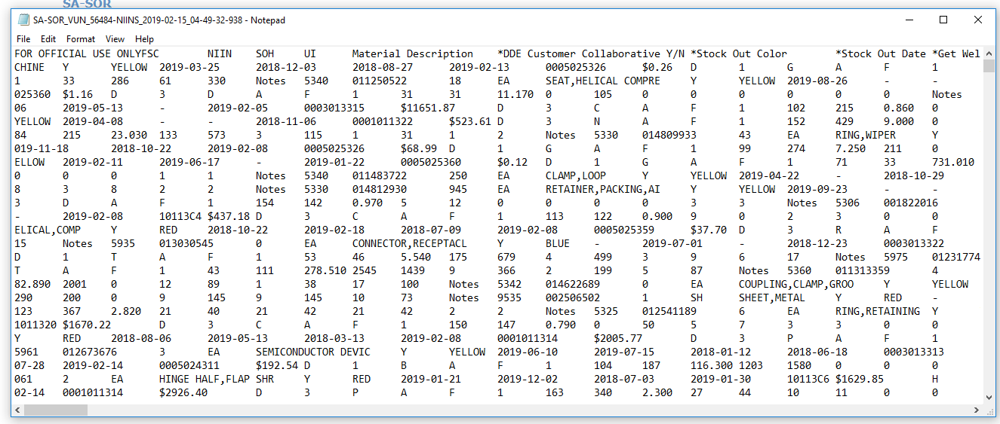 SA-SOR
SA-SOR_VUN_56484-NIINS_2019-02-15_04-49-32-938 - Notepad
File Edit Format View Help
FOR OFFICIAL USE ONLYFSC NIIN SOH UI Material Description *DDE Customer Collaborative Y/N *Stock Out Color *Stock Out Date *Get Wel
CHINE Y YELLOW 2019-03-25 2018-12-03 2018-08-27 2019-02-13 0005025326 $0.26 D 1 G A F 1
1 33 286 61 330 Notes 5340 011250522 18 EA SEAT,HELICAL COMPRE Y YELLOW 2019-08-26 - -
025360 $1.16 D 3 D A F 1 31 31 11.170 0 105 0 0 0 0 0 0 Notes
06 2019-05-13 - 2019-02-05 0003013315 $11651.87 D 3 C A F 1 102 215 0.860 0
YELLOW 2019-04-08 - - 2018-11-06 0001011322 $523.61 D 3 N A F 1 152 429 9.000 0
84 215 23.030 133 573 3 115 1 31 1 2 Notes 5330 014809933 43 EA RING,WIPER Y
019-11-18 2018-10-22 2019-02-08 0005025326 $68.99 D 1 G A F 1 99 274 7.250 211 0
ELLOW 2019-02-11 2019-06-17 - 2019-01-22 0005025360 $0.12 D 1 G A F 1 71 33 731.010
0 0 0 1 1 Notes 5340 011483722 250 EA CLAMP,LOOP Y YELLOW 2019-04-22 - 2018-10-29
8 3 8 2 2 Notes 5330 014812930 945 EA RETAINER,PACKING,AI Y YELLOW 2019-09-23 - -
3 D A F 1 154 142 0.970 5 12 0 0 0 0 3 3 Notes 5306 001822016
- 2019-02-08 10113C4 $437.18 D 3 C A F 1 113 122 0.900 9 0 2 3 0 0
ELICAL,COMP Y RED 2018-10-22 2019-02-18 2018-07-09 2019-02-08 0005025359 $37.70 D 3 R A F
15 Notes 5935 013030545 0 EA CONNECTOR,RECEPTACL Y BLUE - 2019-07-01 - 2018-12-23 0003013322
D 1 T A F 1 53 46 5.540 175 679 4 499 3 9 6 17 Notes 5975 01231774
T A F 1 43 111 278.510 2545 1439 9 366 2 199 5 87 Notes 5360 011313359 4
82.890 2001 0 12 89 1 38 17 100 Notes 5342 014622689 0 EA COUPLING,CLAMP,GROO Y YELLOW
290 200 0 9 145 9 145 10 73 Notes 9535 002506502 1 SH SHEET,METAL Y RED -
123 367 2.820 21 40 21 42 21 42 2 2 Notes 5325 012541189 6 EA RING,RETAINING Y
1011320 $1670.22 D 3 C A F 1 150 147 0.790 0 50 5 7 3 3 0 0
Y RED 2018-08-06 2019-05-13 2018-03-13 2019-02-08 0001011314 $2005.77 D 3 P A F 1
5961 012673676 3 EA SEMICONDUCTOR DEVIC Y YELLOW 2019-06-10 2019-07-15 2018-01-12 2018-06-18 0003013313
07-28 2019-02-14 0005024311 $192.54 D 1 B A F 1 104 187 116.300 1203 1580 0 0 0 0
061 2 EA HINGE HALF,FLAP SHR Y RED 2019-01-21 2019-12-02 2018-07-03 2019-01-30 10113C6 $1629.85 H
02-14 0001011314 $2926.40 D 3 P A F 1 163 340 2.300 27 44 10 11 0 0